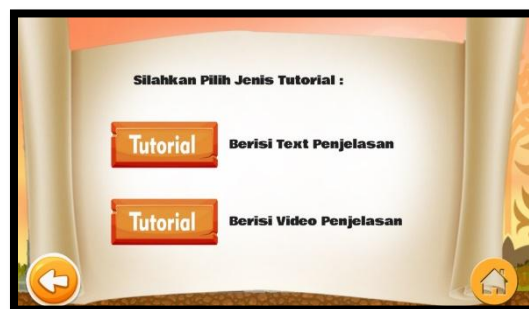 Silahkan Pilih Jenis Tutorial :
Tutorial Berisi Text Penjelasan
Tutorial Berisi Video Penjelasan